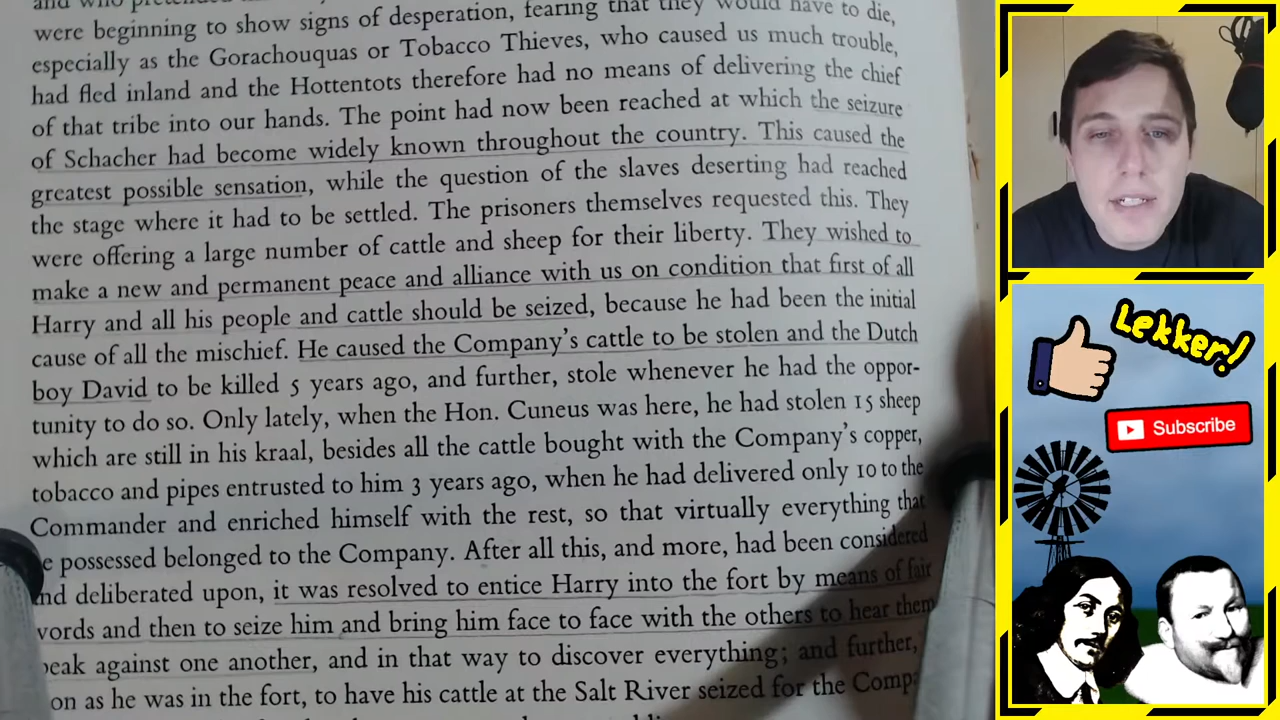 were beginning to show signs of desperation, fearing that they would have to die,
especially as the Gorachouquas or Tobacco Thieves, who caused us much trouble,
had fled inland and the Hottentots therefore had no means of delivering the chief
of that tribe into our hands. The point had now been reached at which the seizure
of Schacher had become widely known throughout the country. This caused the
greatest possible sensation, while the question of the slaves deserting had reached
the stage where it had to be settled. The prisoners themselves requested this. They
were offering a large number of cattle and sheep for their liberty. They wished to
make a new and permanent peace and alliance with us on condition that first of all
Harry and all his people and cattle should be seized, because he had been the initial
cause of all the mischief. He caused the Company's cattle to be stolen and the Dutch
boy David to be killed 5 years ago, and further, stole whenever he had the oppor-
tunity to do so. Only lately, when the Hon. Cuneus was here, he had stolen 15 sheep
which are still in his kraal, besides all the cattle bought with the Company's copper,
tobacco and pipes entrusted to him 3 years ago, when he had delivered only 10 to the
Commander and enriched himself with the rest, so that virtually everything that
e possessed belonged to the Company. After all this, and more, had been considered
nd deliberated upon, it was resolved to entice Harry into the fort by means of fair
words and then to seize him and bring him face to face with the others to hear them
peak against one another, and in that way to discover everything; and further,
on as he was in the fort, to have his cattle at the Salt River seized for the Comp
Lekker!
Subscribe